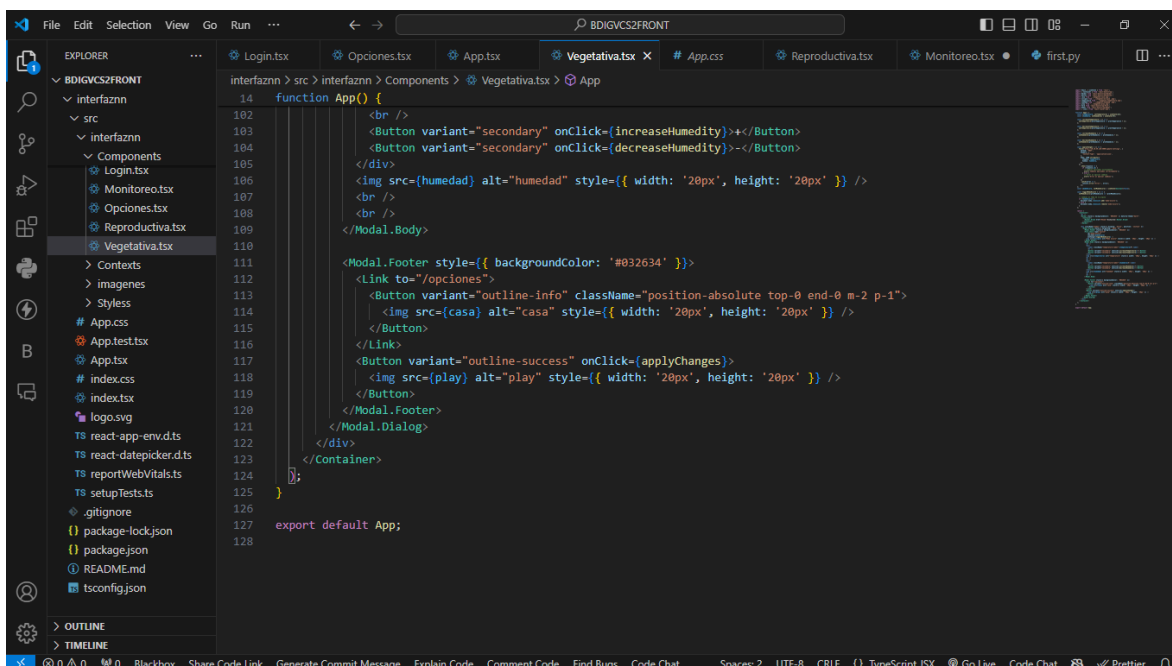 File Edit Selection View Go Run ··· ← → BDIGVCS2FRONT
EXPLORER ···
BDIGVCS2FRONT
interfaznn
src
interfaznn
Components
Login.tsx
Monitoreo.tsx
Opciones.tsx
Reproductiva.tsx
Vegetativa.tsx
Contexts
imagenes
Styless
# App.css
App.test.tsx
App.tsx
# index.css
index.tsx
logo.svg
TS react-app-env.d.ts
TS react-datepicker.d.ts
TS reportWebVitals.ts
TS setupTests.ts
.gitignore
{} package-lock.json
{} package.json
README.md
tsconfig.json
OUTLINE
TIMELINE
Login.tsx Opciones.tsx App.tsx Vegetativa.tsx # App.css Reproductiva.tsx Monitoreo.tsx first.py
interfaznn > src > interfaznn > Components > Vegetativa.tsx > App
14 function App() {
102 <br />
103 <Button variant="secondary" onClick={increaseHumedity}>+</Button>
104 <Button variant="secondary" onClick={decreaseHumedity}>-</Button>
105 </div>
106 <img src={humedad} alt="humedad" style={{ width: '20px', height: '20px' }} />
107 <br />
108 <br />
109 </Modal.Body>
110
111 <Modal.Footer style={{ backgroundColor: '#032634' }}>
112 <Link to="/opciones">
113 <Button variant="outline-info" className="position-absolute top-0 end-0 m-2 p-1">
114 <img src={casa} alt="casa" style={{ width: '20px', height: '20px' }} />
115 </Button>
116 </Link>
117 <Button variant="outline-success" onClick={applyChanges}>
118 <img src={play} alt="play" style={{ width: '20px', height: '20px' }} />
119 </Button>
120 </Modal.Footer>
121 </Modal.Dialog>
122 </div>
123 </Container>
124 );
125 }
126
127 export default App;
128
0 0 0 Blackbox Share Code Link Generate Commit Message Explain Code Comment Code Find Bugs Code Chat Spaces: 2 UTF-8 CRLF {} TypeScript JSX Go Live Code Chat Prettier